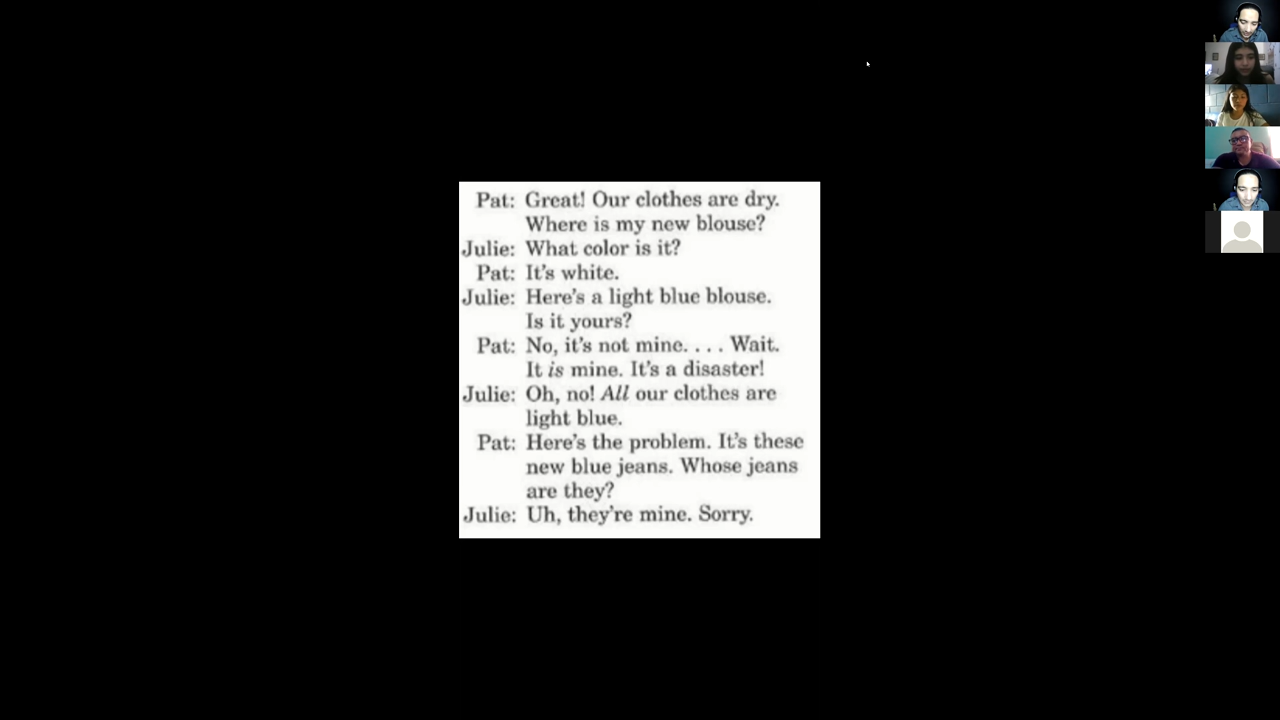 Pat: Great! Our clothes are dry.
Where is my new blouse?
Julie: What color is it?
Pat: It's white.
Julie: Here's a light blue blouse.
Is it yours?
Pat: No, it's not mine. . . . Wait.
It is mine. It's a disaster!
Julie: Oh, no! All our clothes are
light blue.
Pat: Here's the problem. It's these
new blue jeans. Whose jeans
are they?
Julie: Uh, they're mine. Sorry.